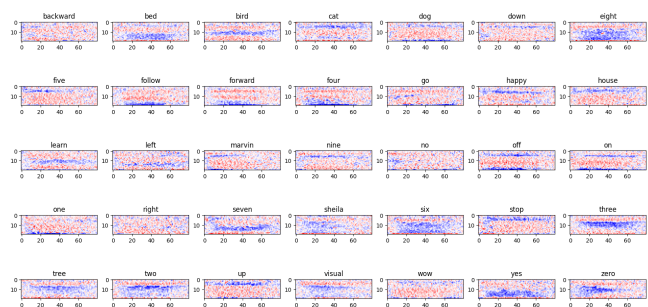 backward bed bird cat dog down eight
0 0 0 0 0 0 0
10 10 10 10 10 10 10
0 20 40 60 0 20 40 60 0 20 40 60 0 20 40 60 0 20 40 60 0 20 40 60 0 20 40 60
five follow forward four go happy house
0 0 0 0 0 0 0
10 10 10 10 10 10 10
0 20 40 60 0 20 40 60 0 20 40 60 0 20 40 60 0 20 40 60 0 20 40 60 0 20 40 60
learn left marvin nine no off on
0 0 0 0 0 0 0
10 10 10 10 10 10 10
0 20 40 60 0 20 40 60 0 20 40 60 0 20 40 60 0 20 40 60 0 20 40 60 0 20 40 60
one right seven sheila six stop three
0 0 0 0 0 0 0
10 10 10 10 10 10 10
0 20 40 60 0 20 40 60 0 20 40 60 0 20 40 60 0 20 40 60 0 20 40 60 0 20 40 60
tree two up visual wow yes zero
0 0 0 0 0 0 0
10 10 10 10 10 10 10
0 20 40 60 0 20 40 60 0 20 40 60 0 20 40 60 0 20 40 60 0 20 40 60 0 20 40 60